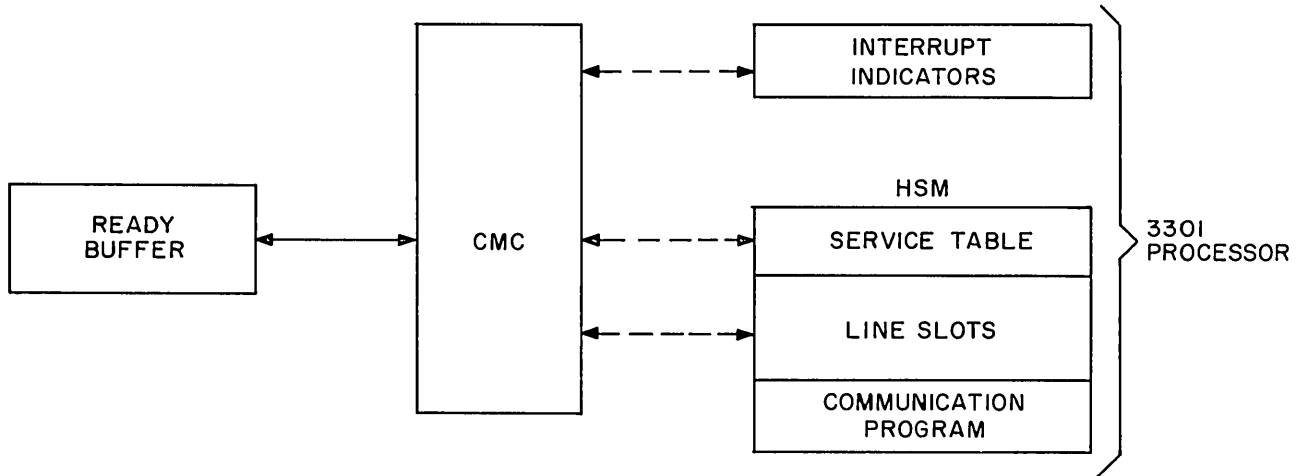 READY
BUFFER
CMC
INTERRUPT
INDICATORS
HSM
SERVICE TABLE
LINE SLOTS
COMMUNICATION
PROGRAM
3301
PROCESSOR